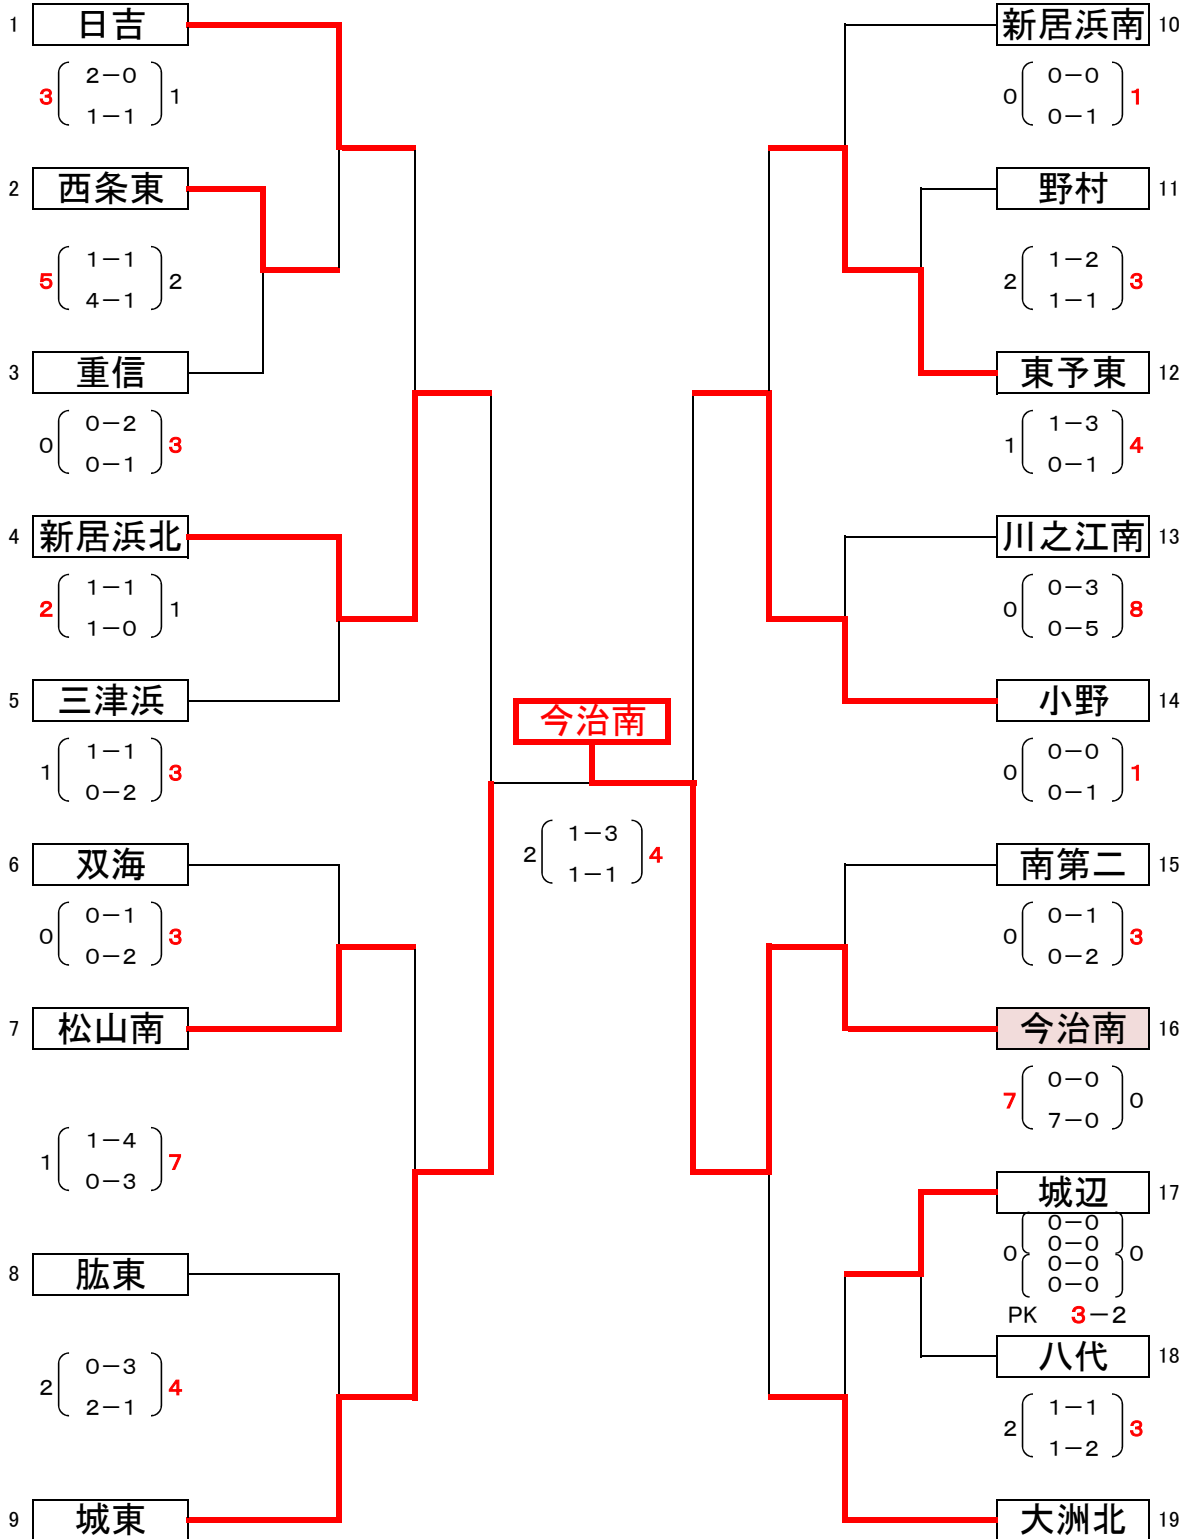 1 日吉
3 2－0 1
1－1
2 西条東
5 1－1 2
4－1
3 重信
0 0－2 3
0－1
4 新居浜北
2 1－1 1
1－0
5 三津浜
1 1－1 3
0－2
6 双海
0 0－1 3
0－2
7 松山南
1 1－4 7
0－3
8 肱東
2 0－3 4
2－1
9 城東
今治南
2 1－3 4
1－1
新居浜南 10
0 0－0 1
0－1
野村 11
2 1－2 3
1－1
東予東 12
1 1－3 4
0－1
川之江南 13
0 0－3 8
0－5
小野 14
0 0－0 1
0－1
南第二 15
0 0－1 3
0－2
今治南 16
7 0－0 0
7－0
城辺 17
0－0
0 0－0 0
0－0
0－0
PK 3－2
八代 18
2 1－1 3
1－2
大洲北 19